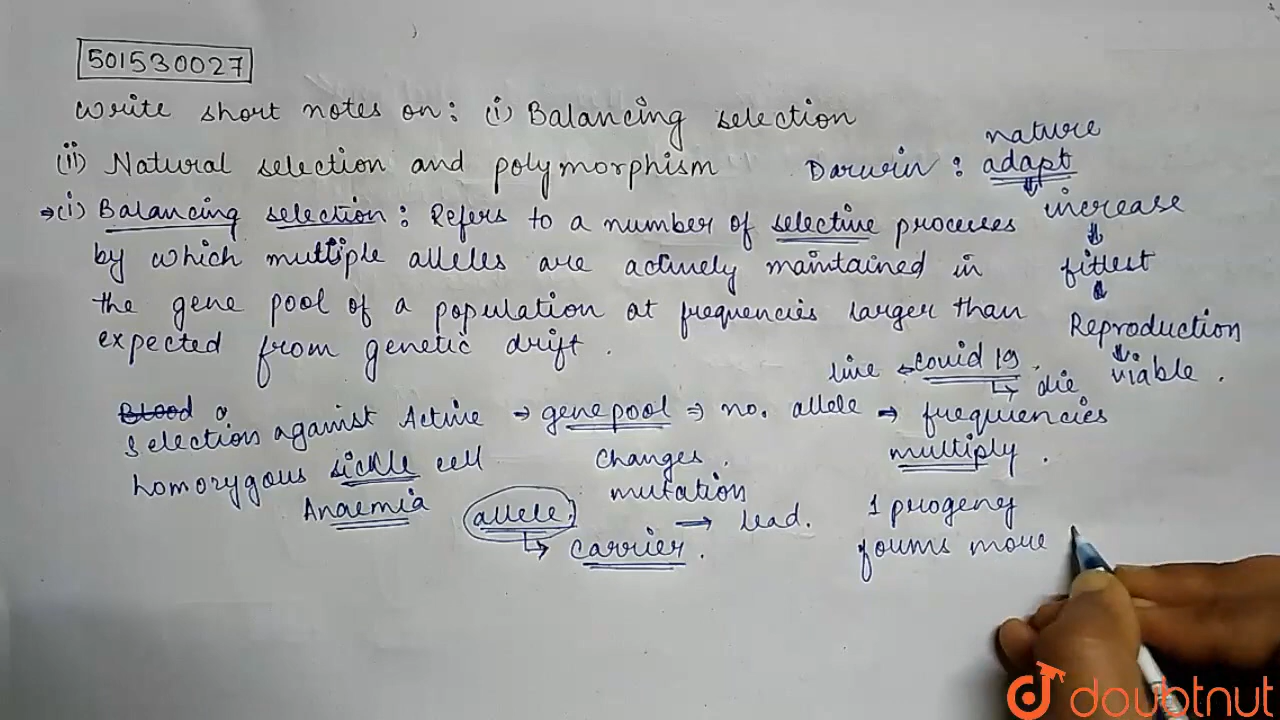 501530027
Write short notes on: (i) Balancing selection
(ii) Natural selection and polymorphism
Darwin : nature
adapt
increase
fittest
Reproduction
viable.
⇒(i) Balancing selection: Refers to a number of selective processes
by which multiple alleles are actively maintained in
the gene pool of a population at frequencies larger than
expected from genetic drift.
live → covid 19.
↳ die
Blood
Selection against Active → gene pool ⇒ no. allele → frequencies
homozygous sickle cell
Anaemia
changes.
mutation
multiply.
allele.
↳ carrier.
→ lead.
1 progeny
forms more
doubtnut